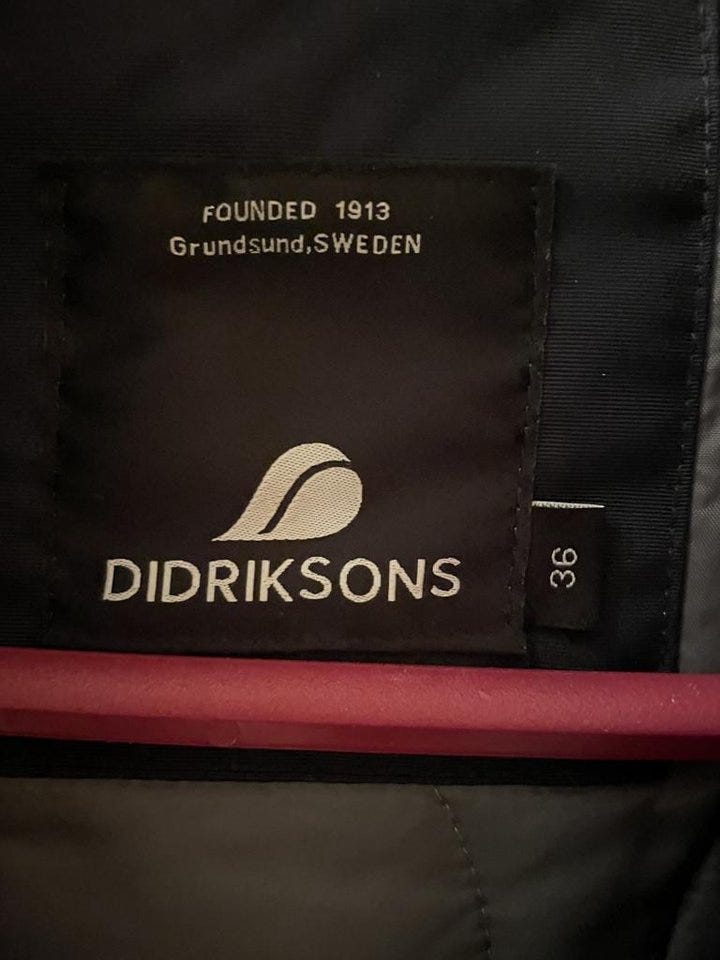 FOUNDED 1913
Grundsund,SWEDEN
DIDRIKSONS
36